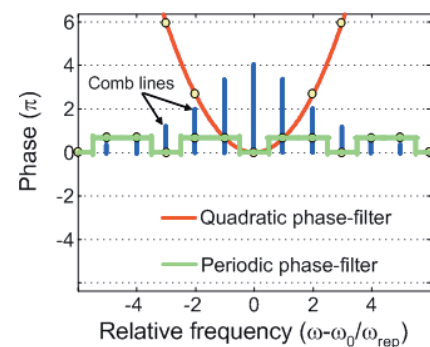 6
4
2
0
-2
-4
Phase (π)
Comb lines
Quadratic phase-filter
Periodic phase-filter
-4 -2 0 2 4
Relative frequency (ω-ω₀/ω_rep)